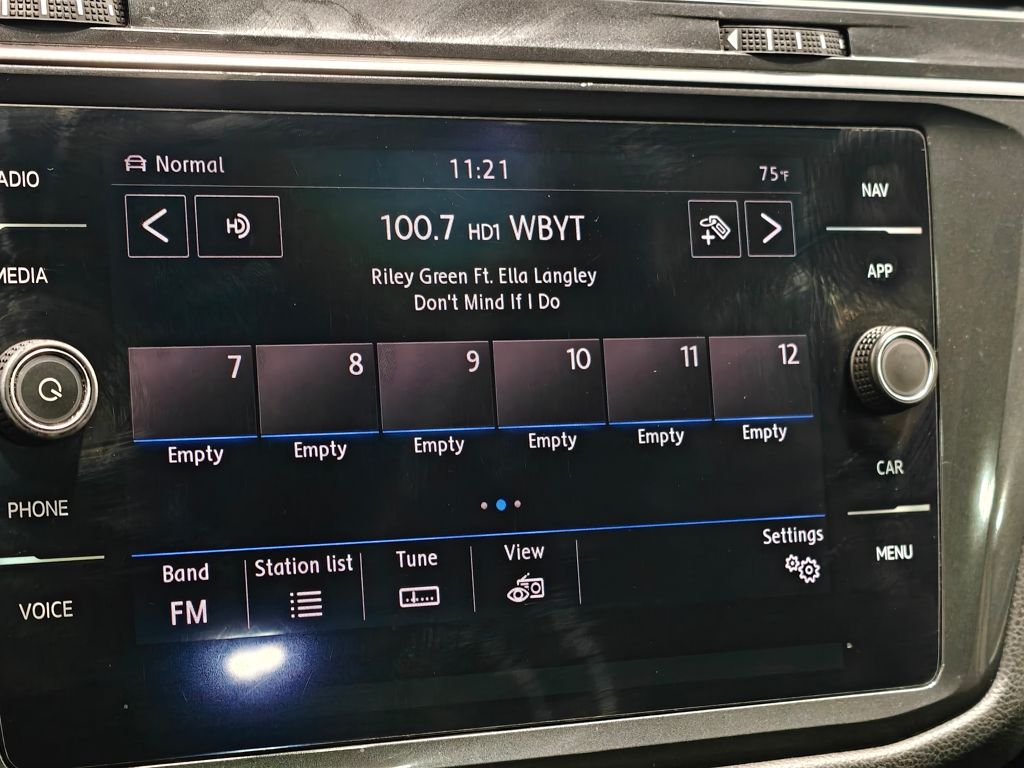 Normal
11:21
75°F
ADIO
NAV
HD
100.7 HD1 WBYT
MEDIA
APP
Riley Green Ft. Ella Langley
Don't Mind If I Do
7
8
9
10
11
12
Empty
Empty
Empty
Empty
Empty
Empty
CAR
PHONE
Settings
MENU
Band
Station list
Tune
View
FM
VOICE